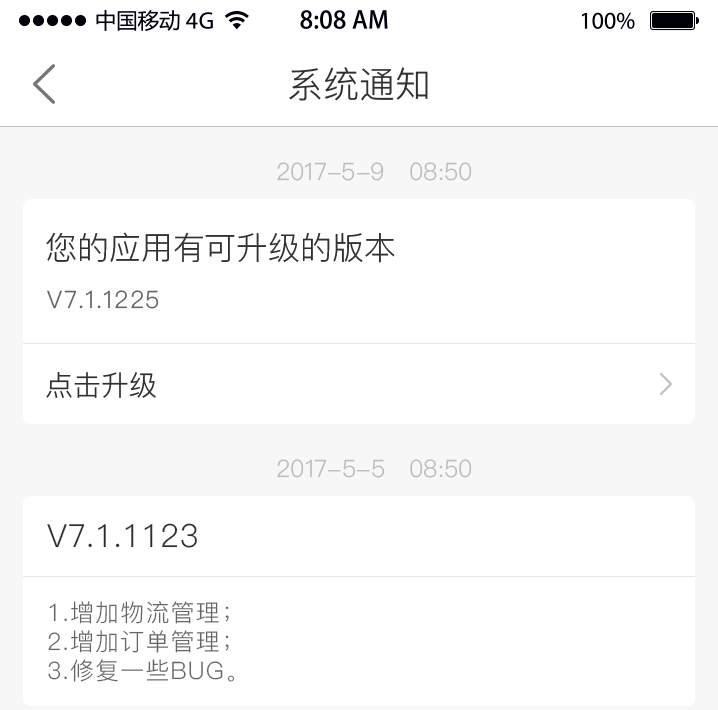 中国移动 4G 8:08 AM 100%
系统通知
2017-5-9 08:50
您的应用有可升级的版本
V7.1.1225
点击升级
2017-5-5 08:50
V7.1.1123
1.增加物流管理；
2.增加订单管理；
3.修复一些BUG。